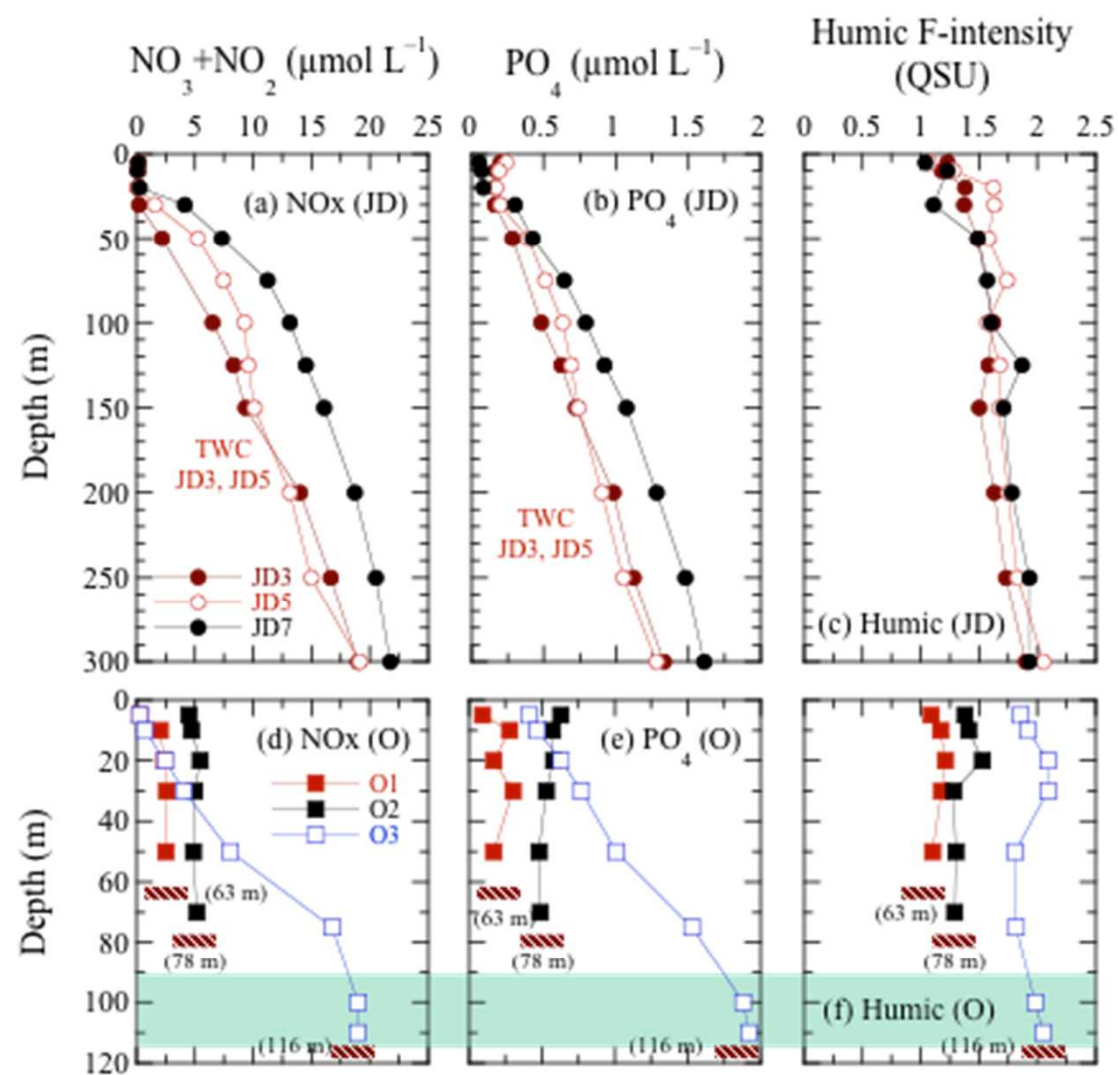 NO₃+NO₂ (μmol L⁻¹)
PO₄ (μmol L⁻¹)
Humic F-intensity
(QSU)
0 5 10 15 20 25
0 0.5 1 1.5 2
0 0.5 1 1.5 2 2.5
Depth (m)
0
50
100
150
200
250
300
(a) NOx (JD)
TWC
JD3, JD5
JD3
JD5
JD7
(b) PO₄ (JD)
TWC
JD3, JD5
(c) Humic (JD)
Depth (m)
0
20
40
60
80
100
120
(d) NOx (O)
O1
O2
O3
(63 m)
(78 m)
(116 m)
(e) PO₄ (O)
(63 m)
(78 m)
(116 m)
(63 m)
(78 m)
(f) Humic (O)
(116 m)